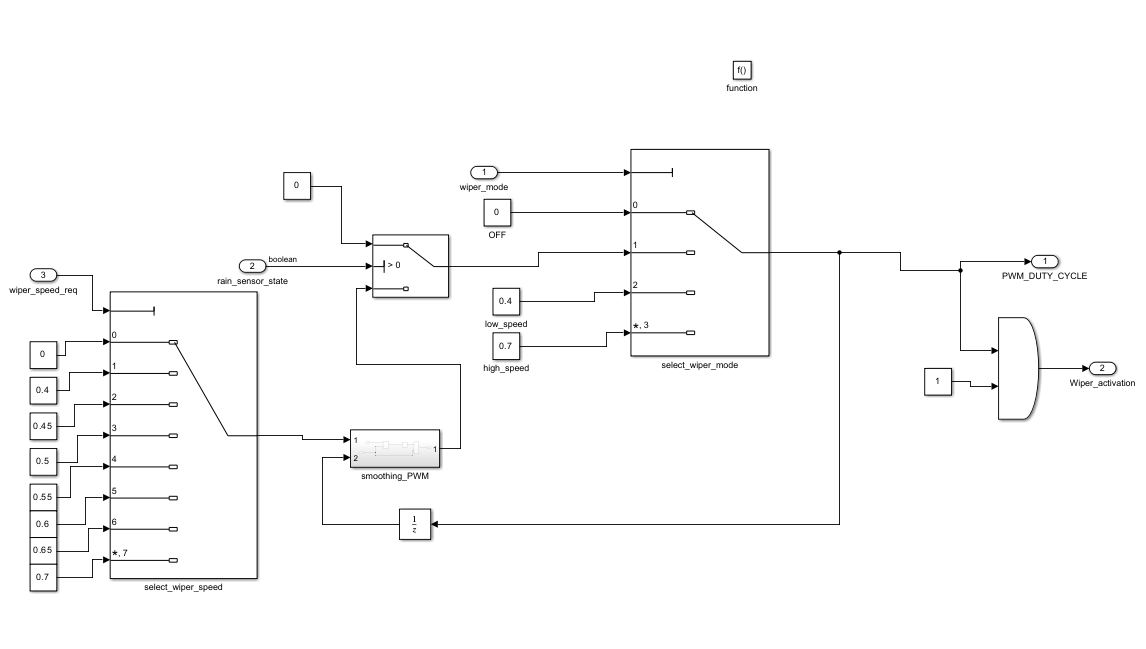 f()
function
1
wiper_mode
0
0
OFF
0
1
2
*, 3
select_wiper_mode
boolean
2
rain_sensor_state
> 0
3
wiper_speed_req
0.4
low_speed
0.7
high_speed
1
PWM_DUTY_CYCLE
1
2
Wiper_activation
0
0.4
0.45
0.5
0.55
0.6
0.65
0.7
0
1
2
3
4
5
6
*, 7
select_wiper_speed
1
2
1
smoothing_PWM
1
z